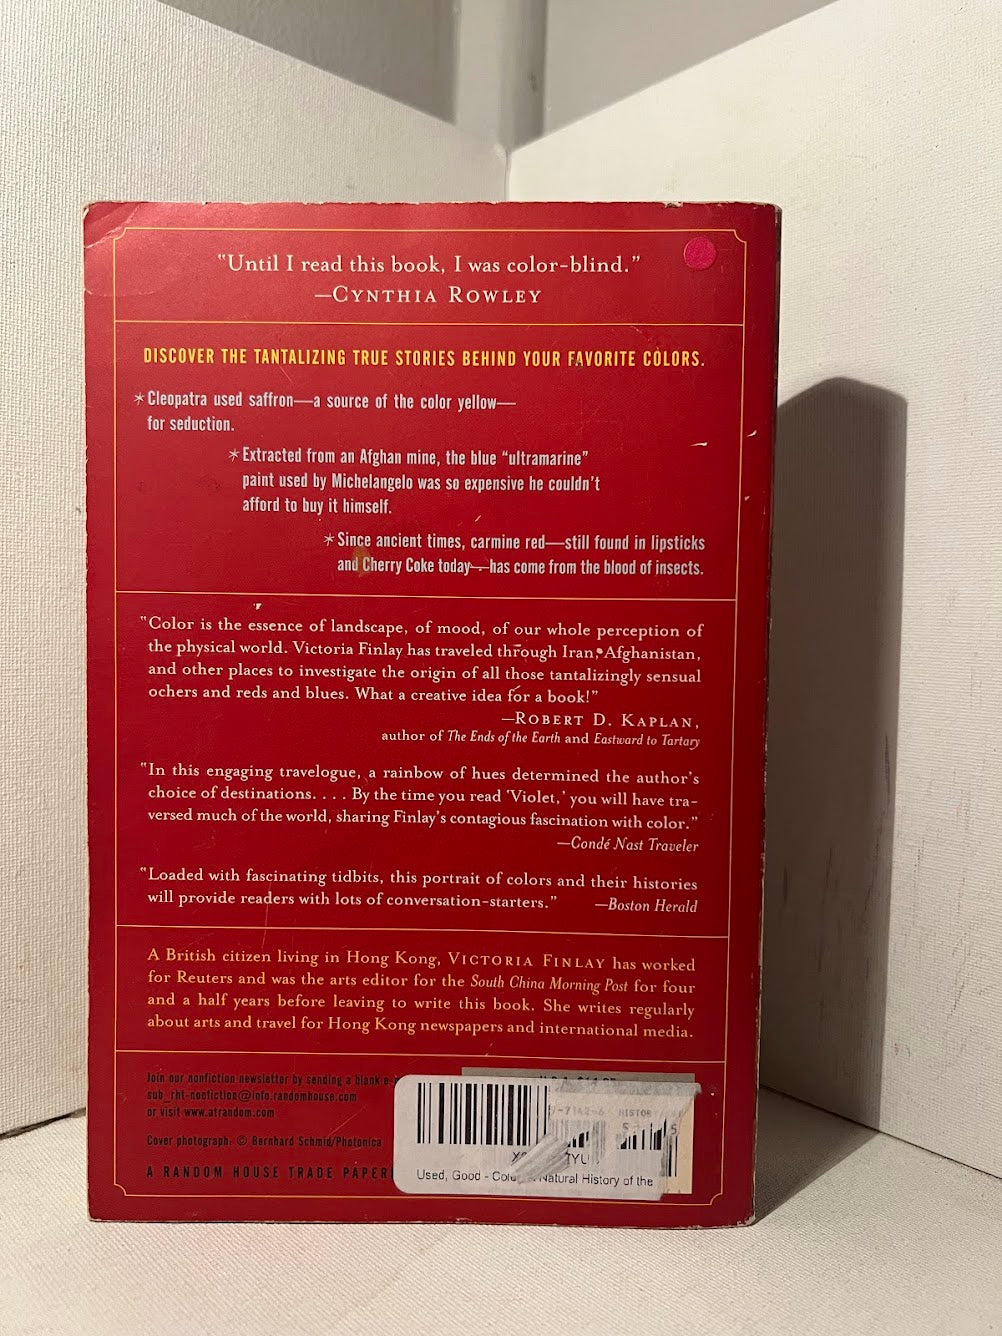 “Until I read this book, I was color-blind.”
—Cynthia Rowley
DISCOVER THE TANTALIZING TRUE STORIES BEHIND YOUR FAVORITE COLORS.
*Cleopatra used saffron—a source of the color yellow—
for seduction.
*Extracted from an Afghan mine, the blue “ultramarine”
paint used by Michelangelo was so expensive he couldn’t
afford to buy it himself.
*Since ancient times, carmine red—still found in lipsticks
and Cherry Coke today—has come from the blood of insects.
“Color is the essence of landscape, of mood, of our whole perception of
the physical world. Victoria Finlay has traveled through Iran, Afghanistan,
and other places to investigate the origin of all those tantalizingly sensual
ochers and reds and blues. What a creative idea for a book!”
—Robert D. Kaplan,
author of The Ends of the Earth and Eastward to Tartary
“In this engaging travelogue, a rainbow of hues determined the author’s
choice of destinations. . . . By the time you read ‘Violet,’ you will have tra-
versed much of the world, sharing Finlay’s contagious fascination with color.”
—Condé Nast Traveler
“Loaded with fascinating tidbits, this portrait of colors and their histories
will provide readers with lots of conversation-starters.” —Boston Herald
A British citizen living in Hong Kong, Victoria Finlay has worked
for Reuters and was the arts editor for the South China Morning Post for four
and a half years before leaving to write this book. She writes regularly
about arts and travel for Hong Kong newspapers and international media.
Join our nonfiction newsletter by sending a blank e-
sub_rht-nonfiction@info.randomhouse.com
or visit www.atrandom.com
Cover photograph: © Bernhard Schmid/Photonica
A RANDOM HOUSE TRADE PAPER
Used, Good - Natural History of the